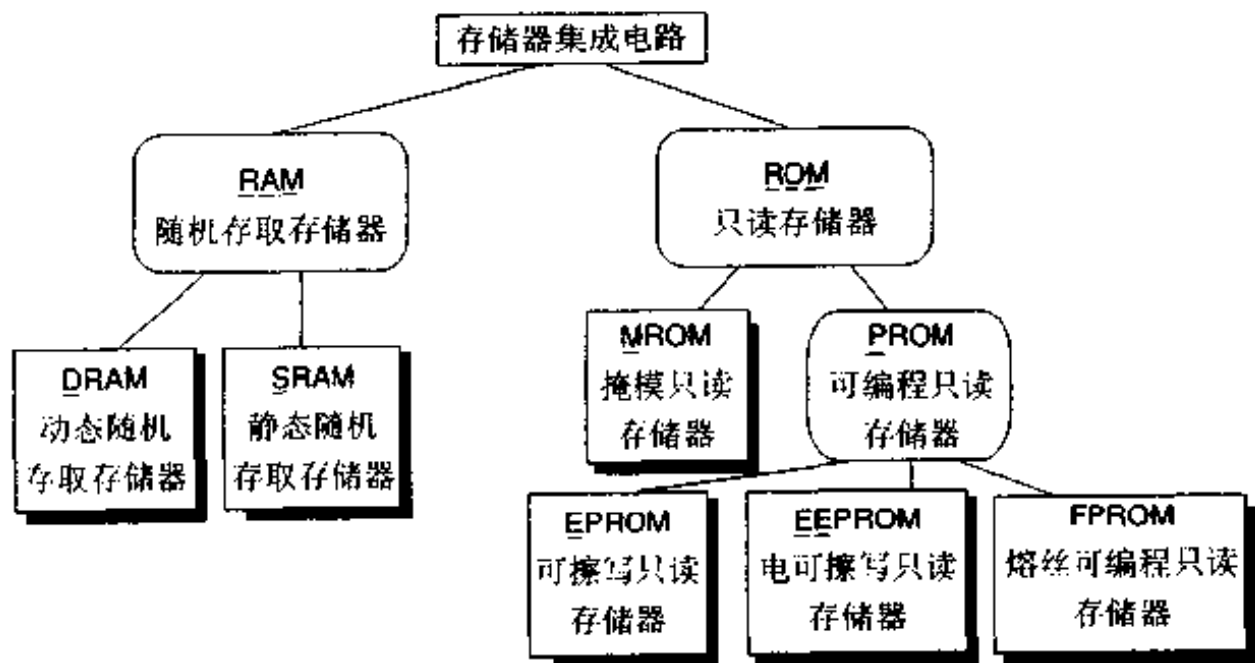 存储器集成电路
RAM
随机存取存储器
ROM
只读存储器
DRAM
动态随机
存取存储器
SRAM
静态随机
存取存储器
MROM
掩模只读
存储器
PROM
可编程只读
存储器
EPROM
可擦写只读
存储器
EEPROM
电可擦写只读
存储器
FPROM
熔丝可编程只读
存储器